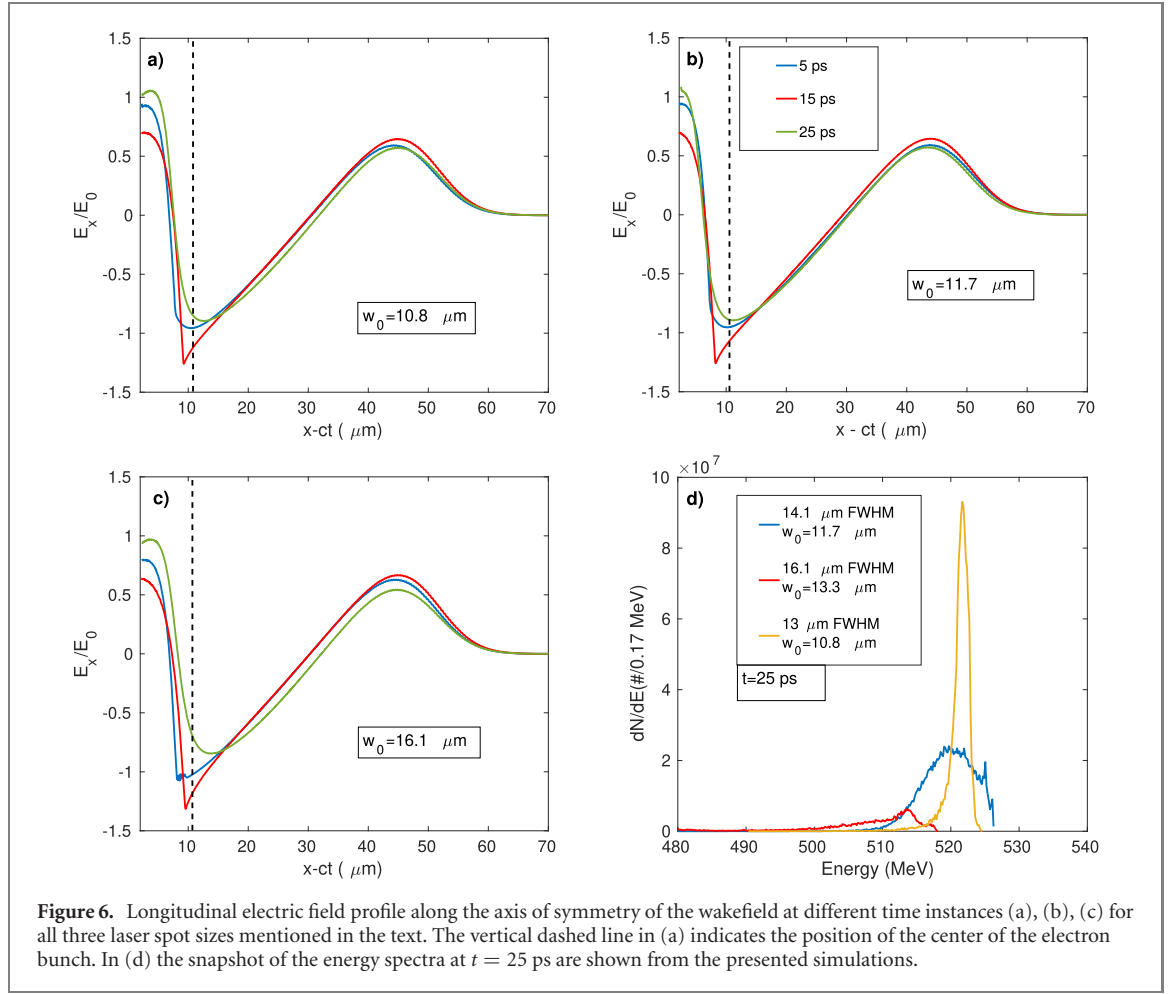 a)
1.5
1
0.5
0
-0.5
-1
-1.5
E_x/E_0
10 20 30 40 50 60 70
x-ct ( μm)
w_0=10.8 μm
b)
5 ps
15 ps
25 ps
1.5
1
0.5
0
-0.5
-1
-1.5
E_x/E_0
10 20 30 40 50 60 70
x - ct ( μm)
w_0=11.7 μm
c)
1.5
1
0.5
0
-0.5
-1
-1.5
E_x/E_0
10 20 30 40 50 60 70
x-ct ( μm)
w_0=16.1 μm
d)
×10^7
10
8
6
4
2
0
dN/dE(#/0.17 MeV)
14.1 μm FWHM
w_0=11.7 μm
16.1 μm FWHM
w_0=13.3 μm
13 μm FWHM
w_0=10.8 μm
t=25 ps
480 490 500 510 520 530 540
Energy (MeV)
Figure 6. Longitudinal electric field profile along the axis of symmetry of the wakefield at different time instances (a), (b), (c) for
all three laser spot sizes mentioned in the text. The vertical dashed line in (a) indicates the position of the center of the electron
bunch. In (d) the snapshot of the energy spectra at t = 25 ps are shown from the presented simulations.